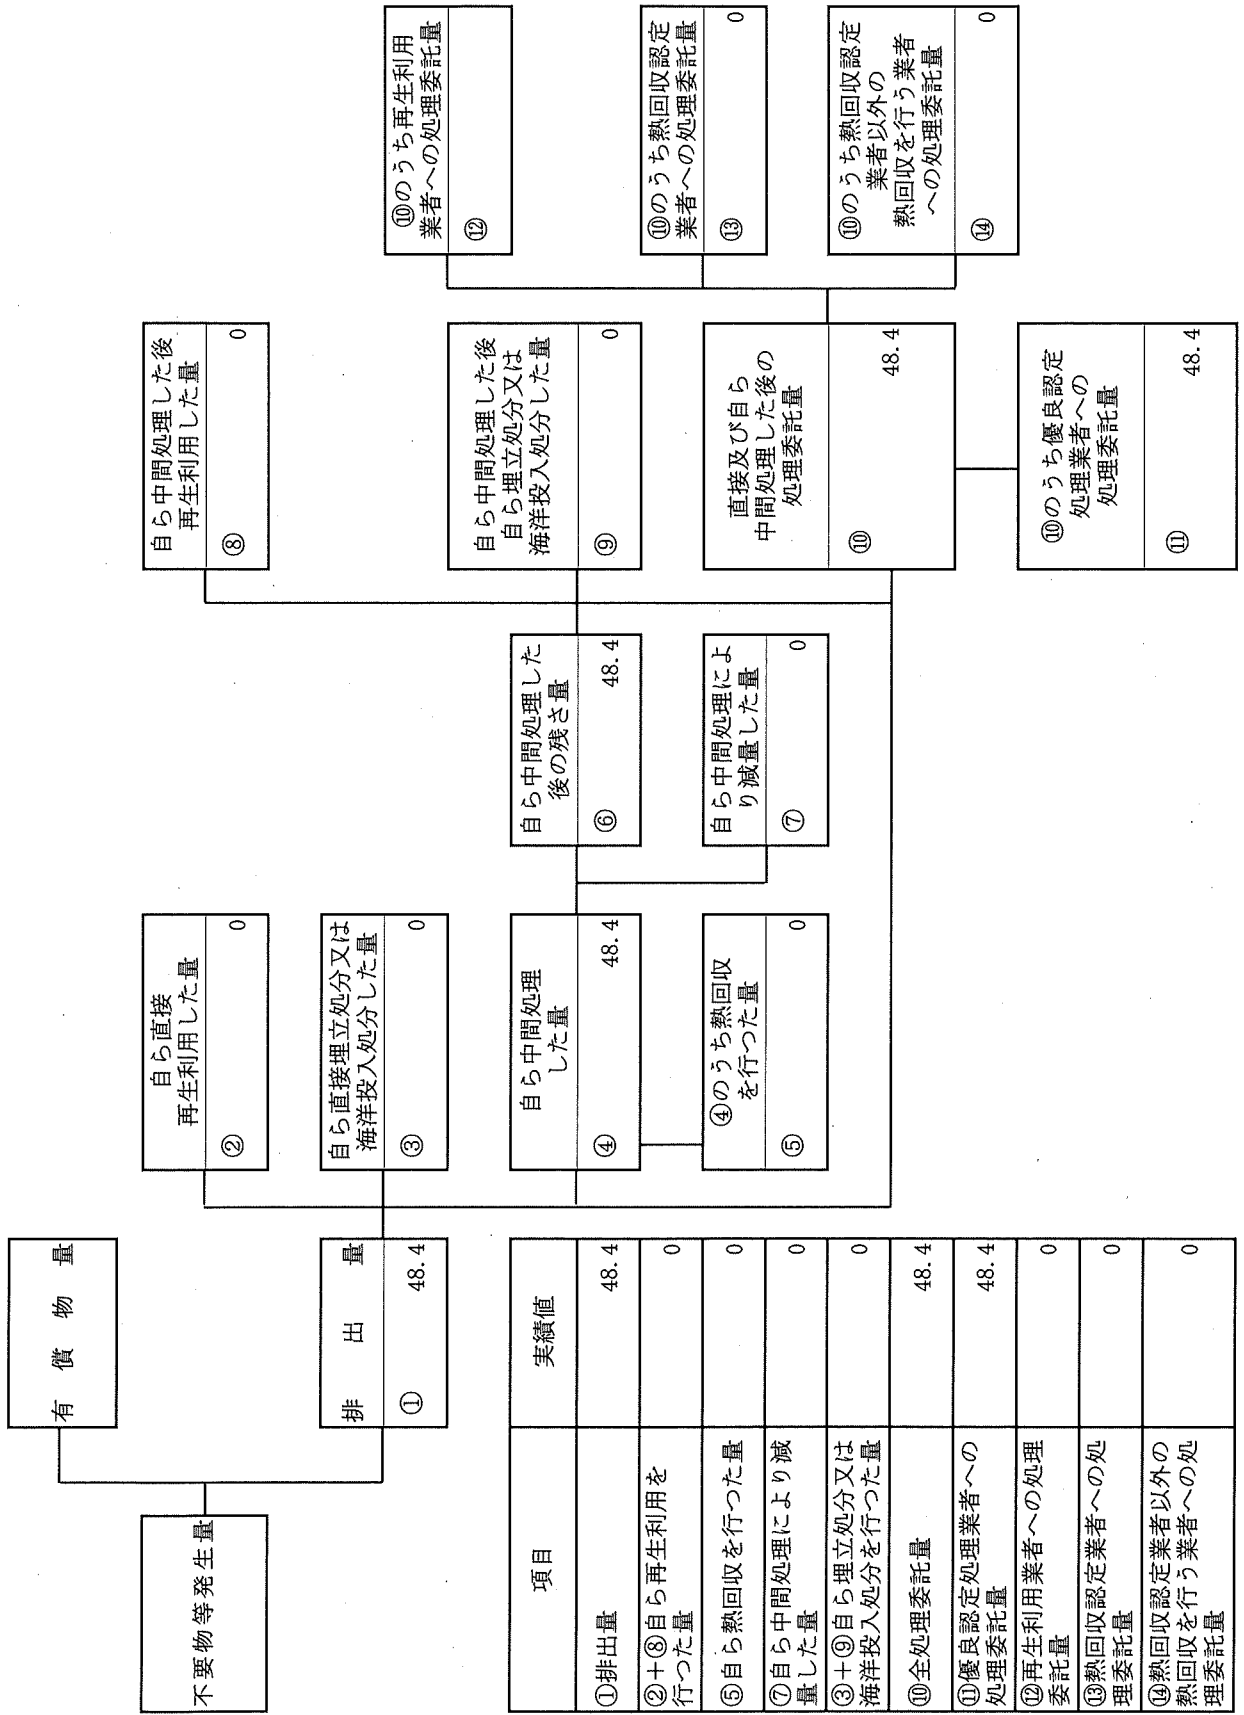 不要物等発生量
有償物量
排出量
① 48.4
自ら直接
再生利用した量
② 0
自ら直接埋立処分又は
海洋投入処分した量
③ 0
自ら中間処理
した量
④ 48.4
④のうち熱回収
を行つた量
⑤ 0
自ら中間処理した
後の残さ量
⑥ 48.4
自ら中間処理によ
り減量した量
⑦ 0
自ら中間処理した後
再生利用した量
⑧ 0
自ら中間処理した後
自ら埋立処分又は
海洋投入処分した量
⑨ 0
直接及び自ら
中間処理した後の
処理委託量
⑩ 48.4
⑩のうち優良認定
処理業者への
処理委託量
⑪ 48.4
⑩のうち再生利用
業者への処理委託量
⑫
⑩のうち熱回収認定
業者への処理委託量
⑬ 0
⑩のうち熱回収認定
業者以外の
熱回収を行う業者
への処理委託量
⑭ 0
項目 実績値
①排出量 48.4
②+⑧自ら再生利用を
行つた量 0
⑤自ら熱回収を行つた量 0
⑦自ら中間処理により減
量した量 0
③+⑨自ら埋立処分又は
海洋投入処分を行つた量 0
⑩全処理委託量 48.4
⑪優良認定処理業者への
処理委託量 48.4
⑫再生利用業者への処理
委託量 0
⑬熱回収認定業者への処
理委託量 0
⑭熱回収認定業者以外の
熱回収を行う業者への処
理委託量 0